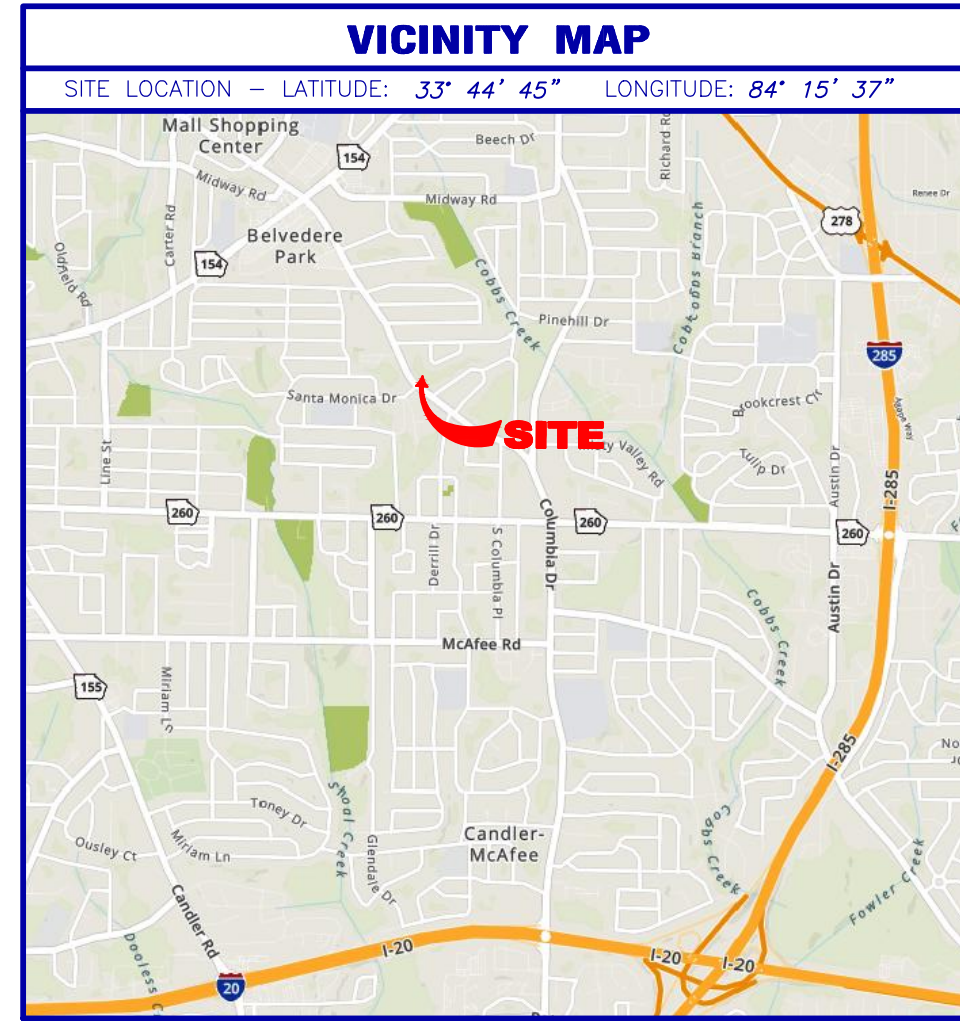 VICINITY MAP
SITE LOCATION – LATITUDE: 33° 44' 45" LONGITUDE: 84° 15' 37"
Mall Shopping
Center
154
Beech Dr
Richard Rd
Midway Rd
Midway Rd
Renee Dr
278
Carter Rd
Belvedere
Park
154
Oldfield Rd
Cobbs Creek
Cobb
Branch
Pinehill Dr
285
Santa Monica Dr
Brookcrest Cir
Agape Way
SITE
Valley Rd
Tulip Dr
Line St
Austin Dr
I-285
260
260
Columbia Dr
260
260
Derrill Dr
S Columbia Pl
Austin Dr
Cobbs Creek
McAfee Rd
155
Miriam Ln
I-285
No
Shoal Creek
Toney Dr
Candler-
McAfee
Cobbs Creek
Ousley Ct
Miriam Ln
Glendale Dr
Fowler Creek
Candler Rd
Dooless C
I-20
I-20
I-20
20